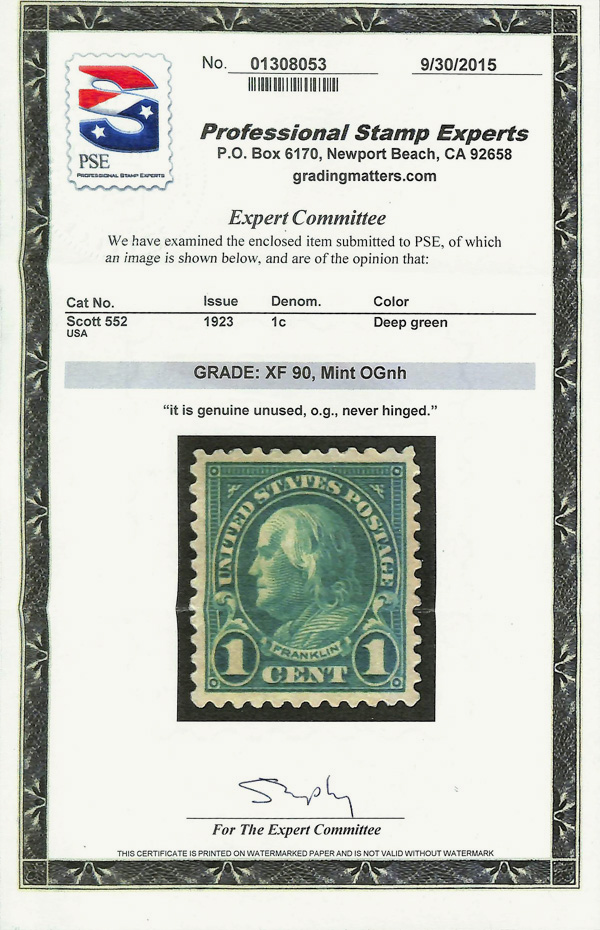 No. 01308053 9/30/2015
PSE
PROFESSIONAL STAMP EXPERTS
Professional Stamp Experts
P.O. Box 6170, Newport Beach, CA 92658
gradingmatters.com
Expert Committee
We have examined the enclosed item submitted to PSE, of which
an image is shown below, and are of the opinion that:
Cat No. Issue Denom. Color
Scott 552 1923 1c Deep green
USA
GRADE: XF 90, Mint OGnh
“it is genuine unused, o.g., never hinged.”
UNITED STATES POSTAGE
FRANKLIN
1 CENT 1
For The Expert Committee
THIS CERTIFICATE IS PRINTED ON WATERMARKED PAPER AND IS NOT VALID WITHOUT WATERMARK